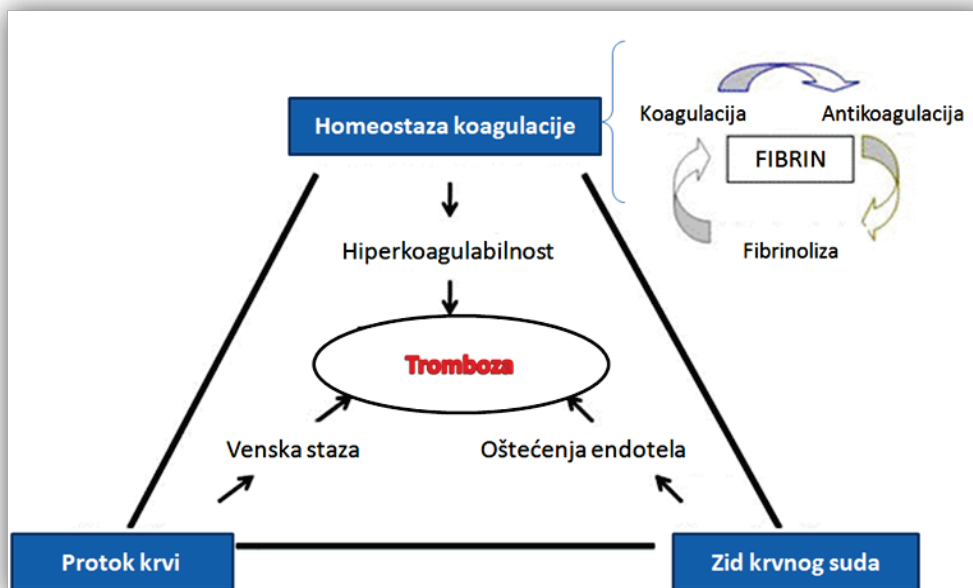 Homeostaza koagulacije
Koagulacija
Antikoagulacija
FIBRIN
Fibrinoliza
Hiperkoagulabilnost
Tromboza
Venska staza
Oštećenja endotela
Protok krvi
Zid krvnog suda